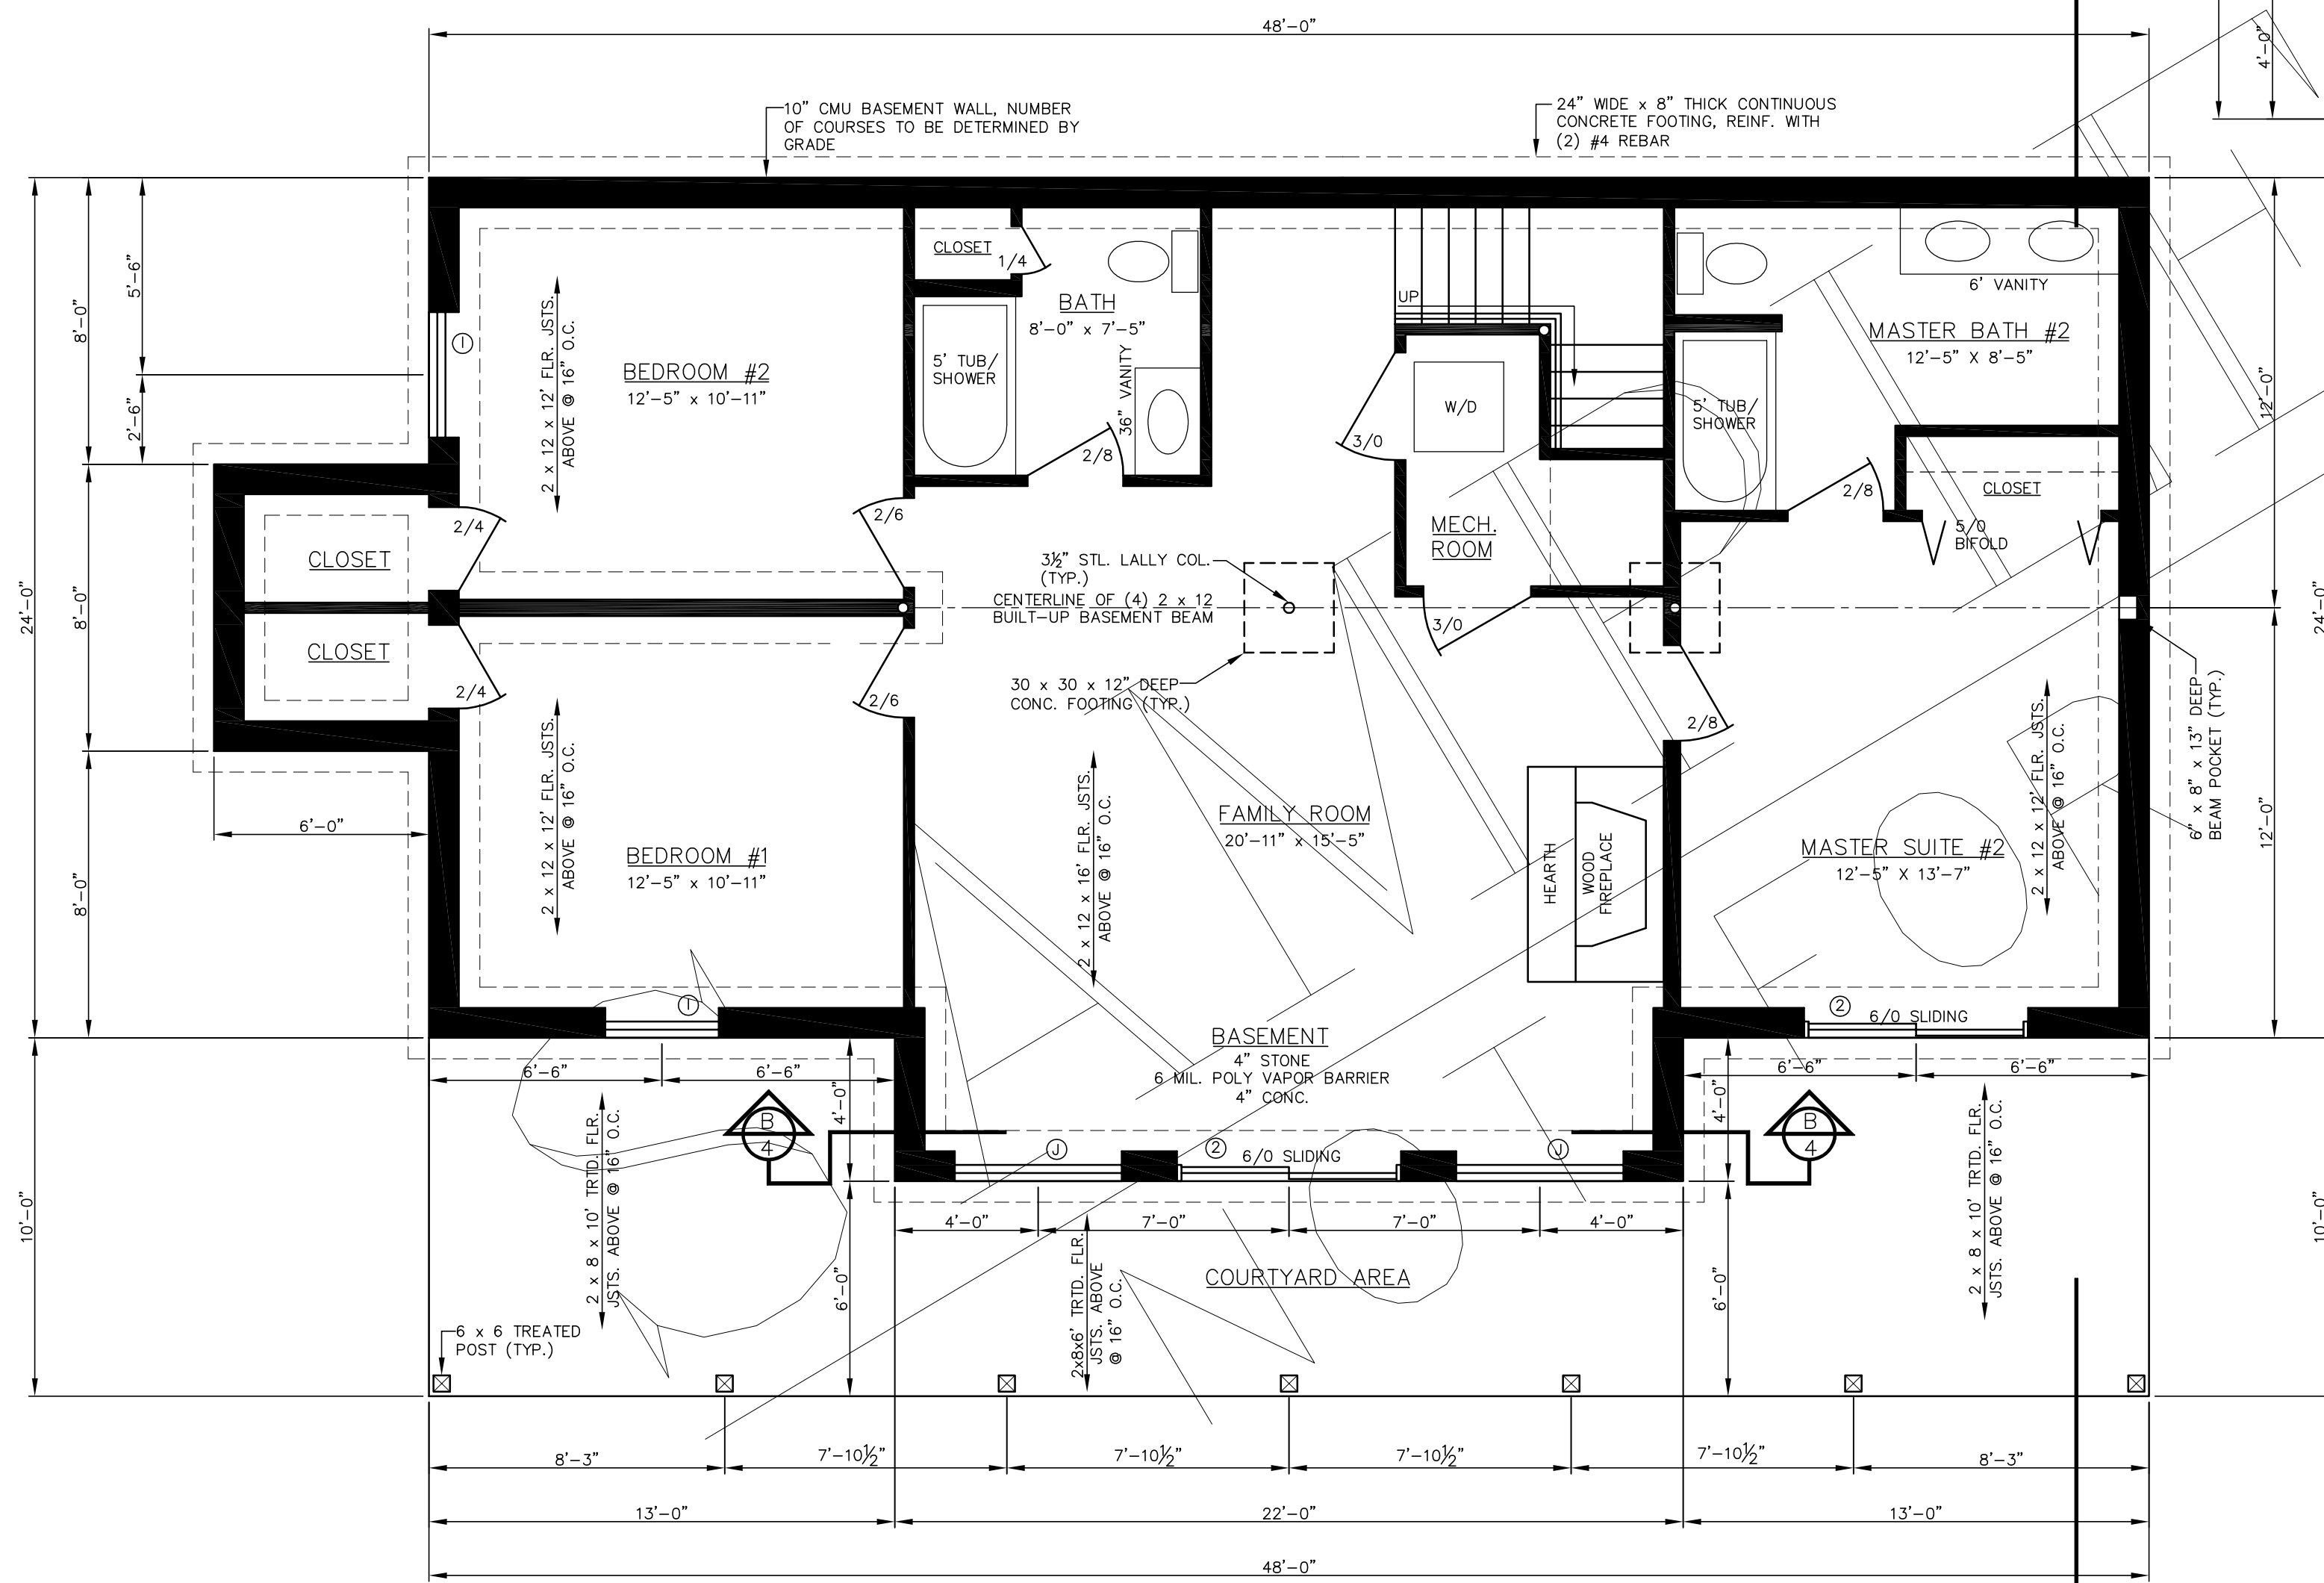 48'-0"
4'-0"
10" CMU BASEMENT WALL, NUMBER
OF COURSES TO BE DETERMINED BY
GRADE
24" WIDE x 8" THICK CONTINUOUS
CONCRETE FOOTING, REINF. WITH
(2) #4 REBAR
24'-0"
8'-0"
8'-0"
8'-0"
5'-6"
2'-6"
6'-0"
10'-0"
2 x 12 x 12' FLR. JSTS.
ABOVE @ 16" O.C.
BEDROOM #2
12'-5" x 10'-11"
CLOSET
1/4
BATH
8'-0" x 7'-5"
5' TUB/
SHOWER
36" VANITY
2/8
UP
W/D
3/0
MECH.
ROOM
3/0
6' VANITY
MASTER BATH #2
12'-5" X 8'-5"
5' TUB/
SHOWER
2/8
CLOSET
5/0
BIFOLD
12'-0"
24'-0"
12'-0"
2/4
CLOSET
CLOSET
2/4
2/6
2/6
3½" STL. LALLY COL.
(TYP.)
CENTERLINE OF (4) 2 x 12
BUILT-UP BASEMENT BEAM
30 x 30 x 12" DEEP
CONC. FOOTING (TYP.)
2/8
6" x 8" x 13" DEEP
BEAM POCKET (TYP.)
2 x 12 x 12' FLR. JSTS.
ABOVE @ 16" O.C.
BEDROOM #1
12'-5" x 10'-11"
2 x 12 x 16' FLR. JSTS.
ABOVE @ 16" O.C.
FAMILY ROOM
20'-11" x 15'-5"
HEARTH
WOOD
FIREPLACE
MASTER SUITE #2
12'-5" X 13'-7"
2 x 12 x 12' FLR. JSTS.
ABOVE @ 16" O.C.
2
6/0 SLIDING
BASEMENT
4" STONE
6 MIL. POLY VAPOR BARRIER
4" CONC.
6'-6"
6'-6"
4'-0"
4'-0"
6'-6"
6'-6"
B
4
B
4
J
2
6/0 SLIDING
J
4'-0"
7'-0"
7'-0"
4'-0"
2 x 8 x 10' TRTD. FLR.
JSTS. ABOVE @ 16" O.C.
6'-0"
2x8x6' TRTD. FLR.
JSTS. ABOVE
@ 16" O.C.
COURTYARD AREA
6'-0"
2 x 8 x 10' TRTD. FLR.
JSTS. ABOVE @ 16" O.C.
10'-0"
6 x 6 TREATED
POST (TYP.)
8'-3"
7'-10½"
7'-10½"
7'-10½"
7'-10½"
8'-3"
13'-0"
22'-0"
13'-0"
48'-0"